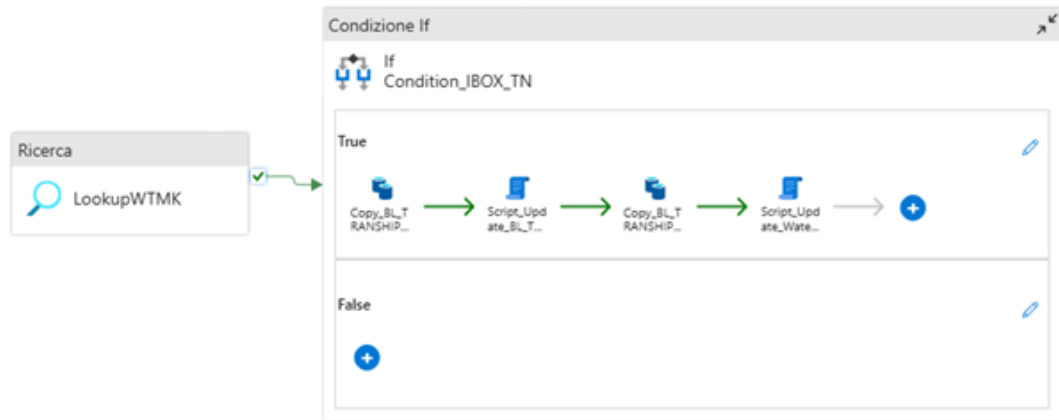 Condizione If
If
Condition_IBOX_TN
True
Ricerca
LookupWTMK
Copy_BL_T
RANSHIP...
Script_Upd
ate_BL_T...
Copy_BL_T
RANSHIP...
Script_Upd
ate_Wate...
False